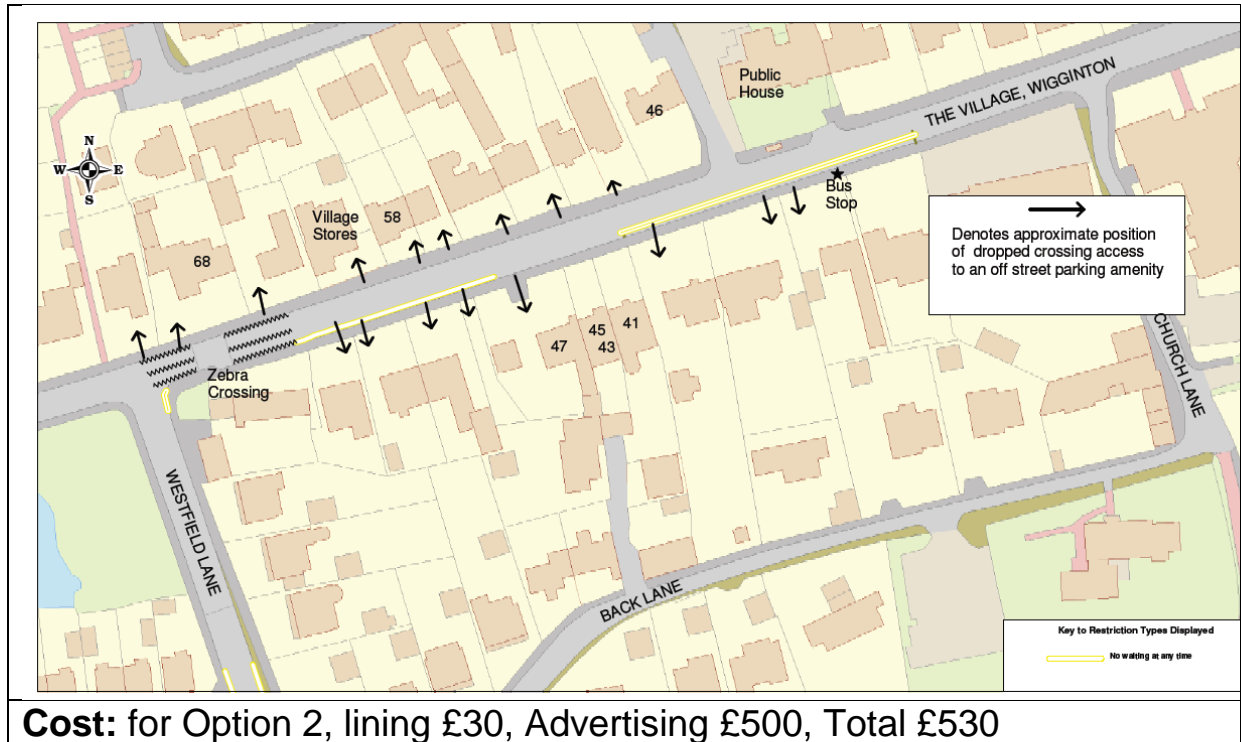 N
W E
S
Public
House
46
THE VILLAGE, WIGGINTON
Village
Stores
58
68
Bus
Stop
Denotes approximate position
of dropped crossing access
to an off street parking amenity
47
45
43
41
Zebra
Crossing
WESTFIELD LANE
CHURCH LANE
BACK LANE
Key to Restriction Types Displayed
No waiting at any time
Cost: for Option 2, lining £30, Advertising £500, Total £530